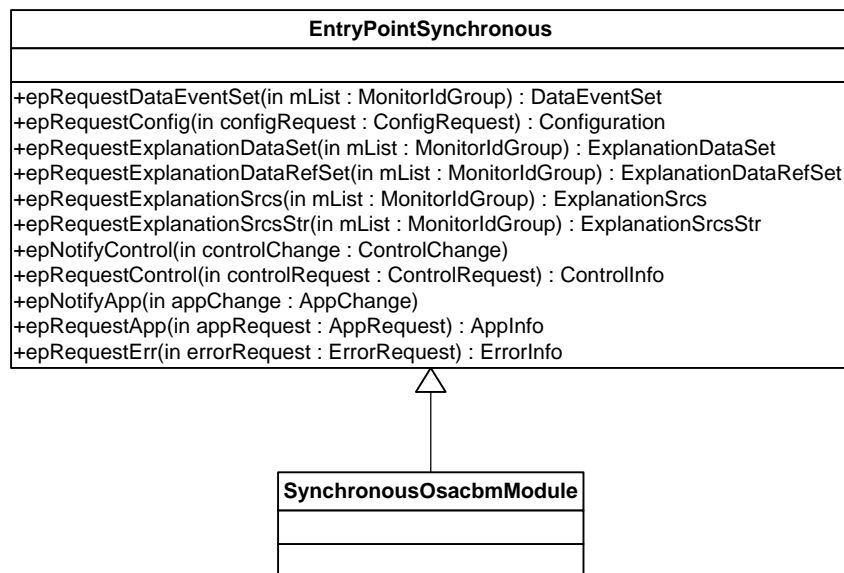 EntryPointSynchronous
+epRequestDataEventSet(in mList : MonitorIdGroup) : DataEventSet
+epRequestConfig(in configRequest : ConfigRequest) : Configuration
+epRequestExplanationDataSet(in mList : MonitorIdGroup) : ExplanationDataSet
+epRequestExplanationDataRefSet(in mList : MonitorIdGroup) : ExplanationDataRefSet
+epRequestExplanationSrcs(in mList : MonitorIdGroup) : ExplanationSrcs
+epRequestExplanationSrcsStr(in mList : MonitorIdGroup) : ExplanationSrcsStr
+epNotifyControl(in controlChange : ControlChange)
+epRequestControl(in controlRequest : ControlRequest) : ControlInfo
+epNotifyApp(in appChange : AppChange)
+epRequestApp(in appRequest : AppRequest) : AppInfo
+epRequestErr(in errorRequest : ErrorRequest) : ErrorInfo
SynchronousOsacbmModule